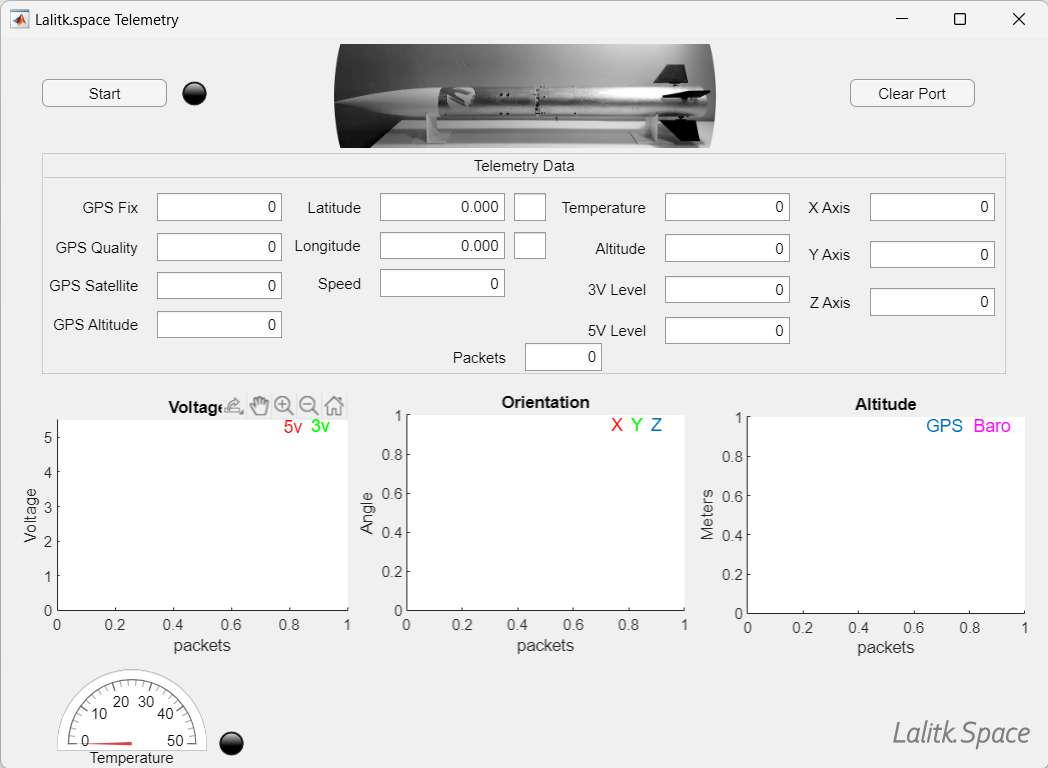 Lalitk.space Telemetry
Start
Clear Port
Telemetry Data
GPS Fix 0 Latitude 0.000 Temperature 0 X Axis 0
GPS Quality 0 Longitude 0.000 Altitude 0 Y Axis 0
GPS Satellite 0 Speed 0 3V Level 0 Z Axis 0
GPS Altitude 0 5V Level 0
Packets 0
Voltage
5v 3v
5
4
3
2
1
0
Voltage
0 0.2 0.4 0.6 0.8 1
packets
Orientation
X Y Z
1
0.8
0.6
0.4
0.2
0
Angle
0 0.2 0.4 0.6 0.8 1
packets
Altitude
GPS Baro
1
0.8
0.6
0.4
0.2
0
Meters
0 0.2 0.4 0.6 0.8 1
packets
0 10 20 30 40 50
Temperature
Lalitk.Space